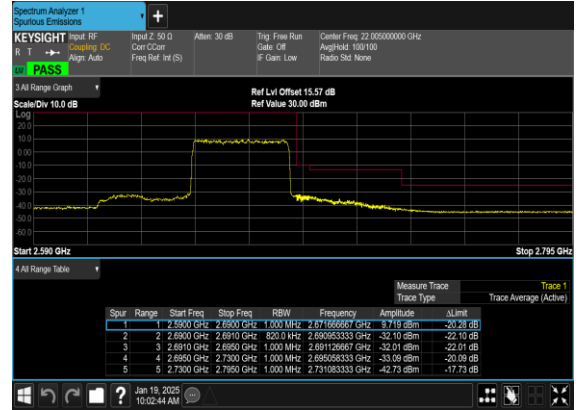 Spectrum Analyzer 1
Spurious Emissions
KEYSIGHT Input: RF Input Z: 50 Ω Atten: 30 dB Trig: Free Run Center Freq: 22.005000000 GHz
R T Coupling: DC Corr CCorr Gate: Off Avg|Hold: 100/100
Align: Auto Freq Ref: Int (S) IF Gain: Low Radio Std: None
PASS
3 All Range Graph
Ref Lvl Offset 15.57 dB
Scale/Div 10.0 dB Ref Value 30.00 dBm
Log
20.0
10.0
0.00
-10.0
-20.0
-30.0
-40.0
-50.0
-60.0
Start 2.590 GHz Stop 2.795 GHz
4 All Range Table
Measure Trace Trace 1
Trace Type Trace Average (Active)
Spur Range Start Freq Stop Freq RBW Frequency Amplitude ΔLimit
1 1 2.5900 GHz 2.6900 GHz 1.000 MHz 2.671666667 GHz 9.719 dBm -20.28 dB
2 2 2.6900 GHz 2.6910 GHz 820.0 kHz 2.690953333 GHz -32.10 dBm -22.10 dB
3 3 2.6910 GHz 2.6950 GHz 1.000 MHz 2.691126667 GHz -32.01 dBm -22.01 dB
4 4 2.6950 GHz 2.7300 GHz 1.000 MHz 2.695058333 GHz -33.09 dBm -20.09 dB
5 5 2.7300 GHz 2.7950 GHz 1.000 MHz 2.731083333 GHz -42.73 dBm -17.73 dB
?
Jan 19, 2025
10:02:44 AM